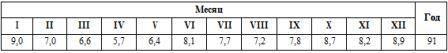 Месяц Год
I II III IV V VI VII VIII IX X XI XII
9,0 7,0 6,6 5,7 6,4 8,1 7,7 7,2 7,8 8,7 8,2 8,9 91